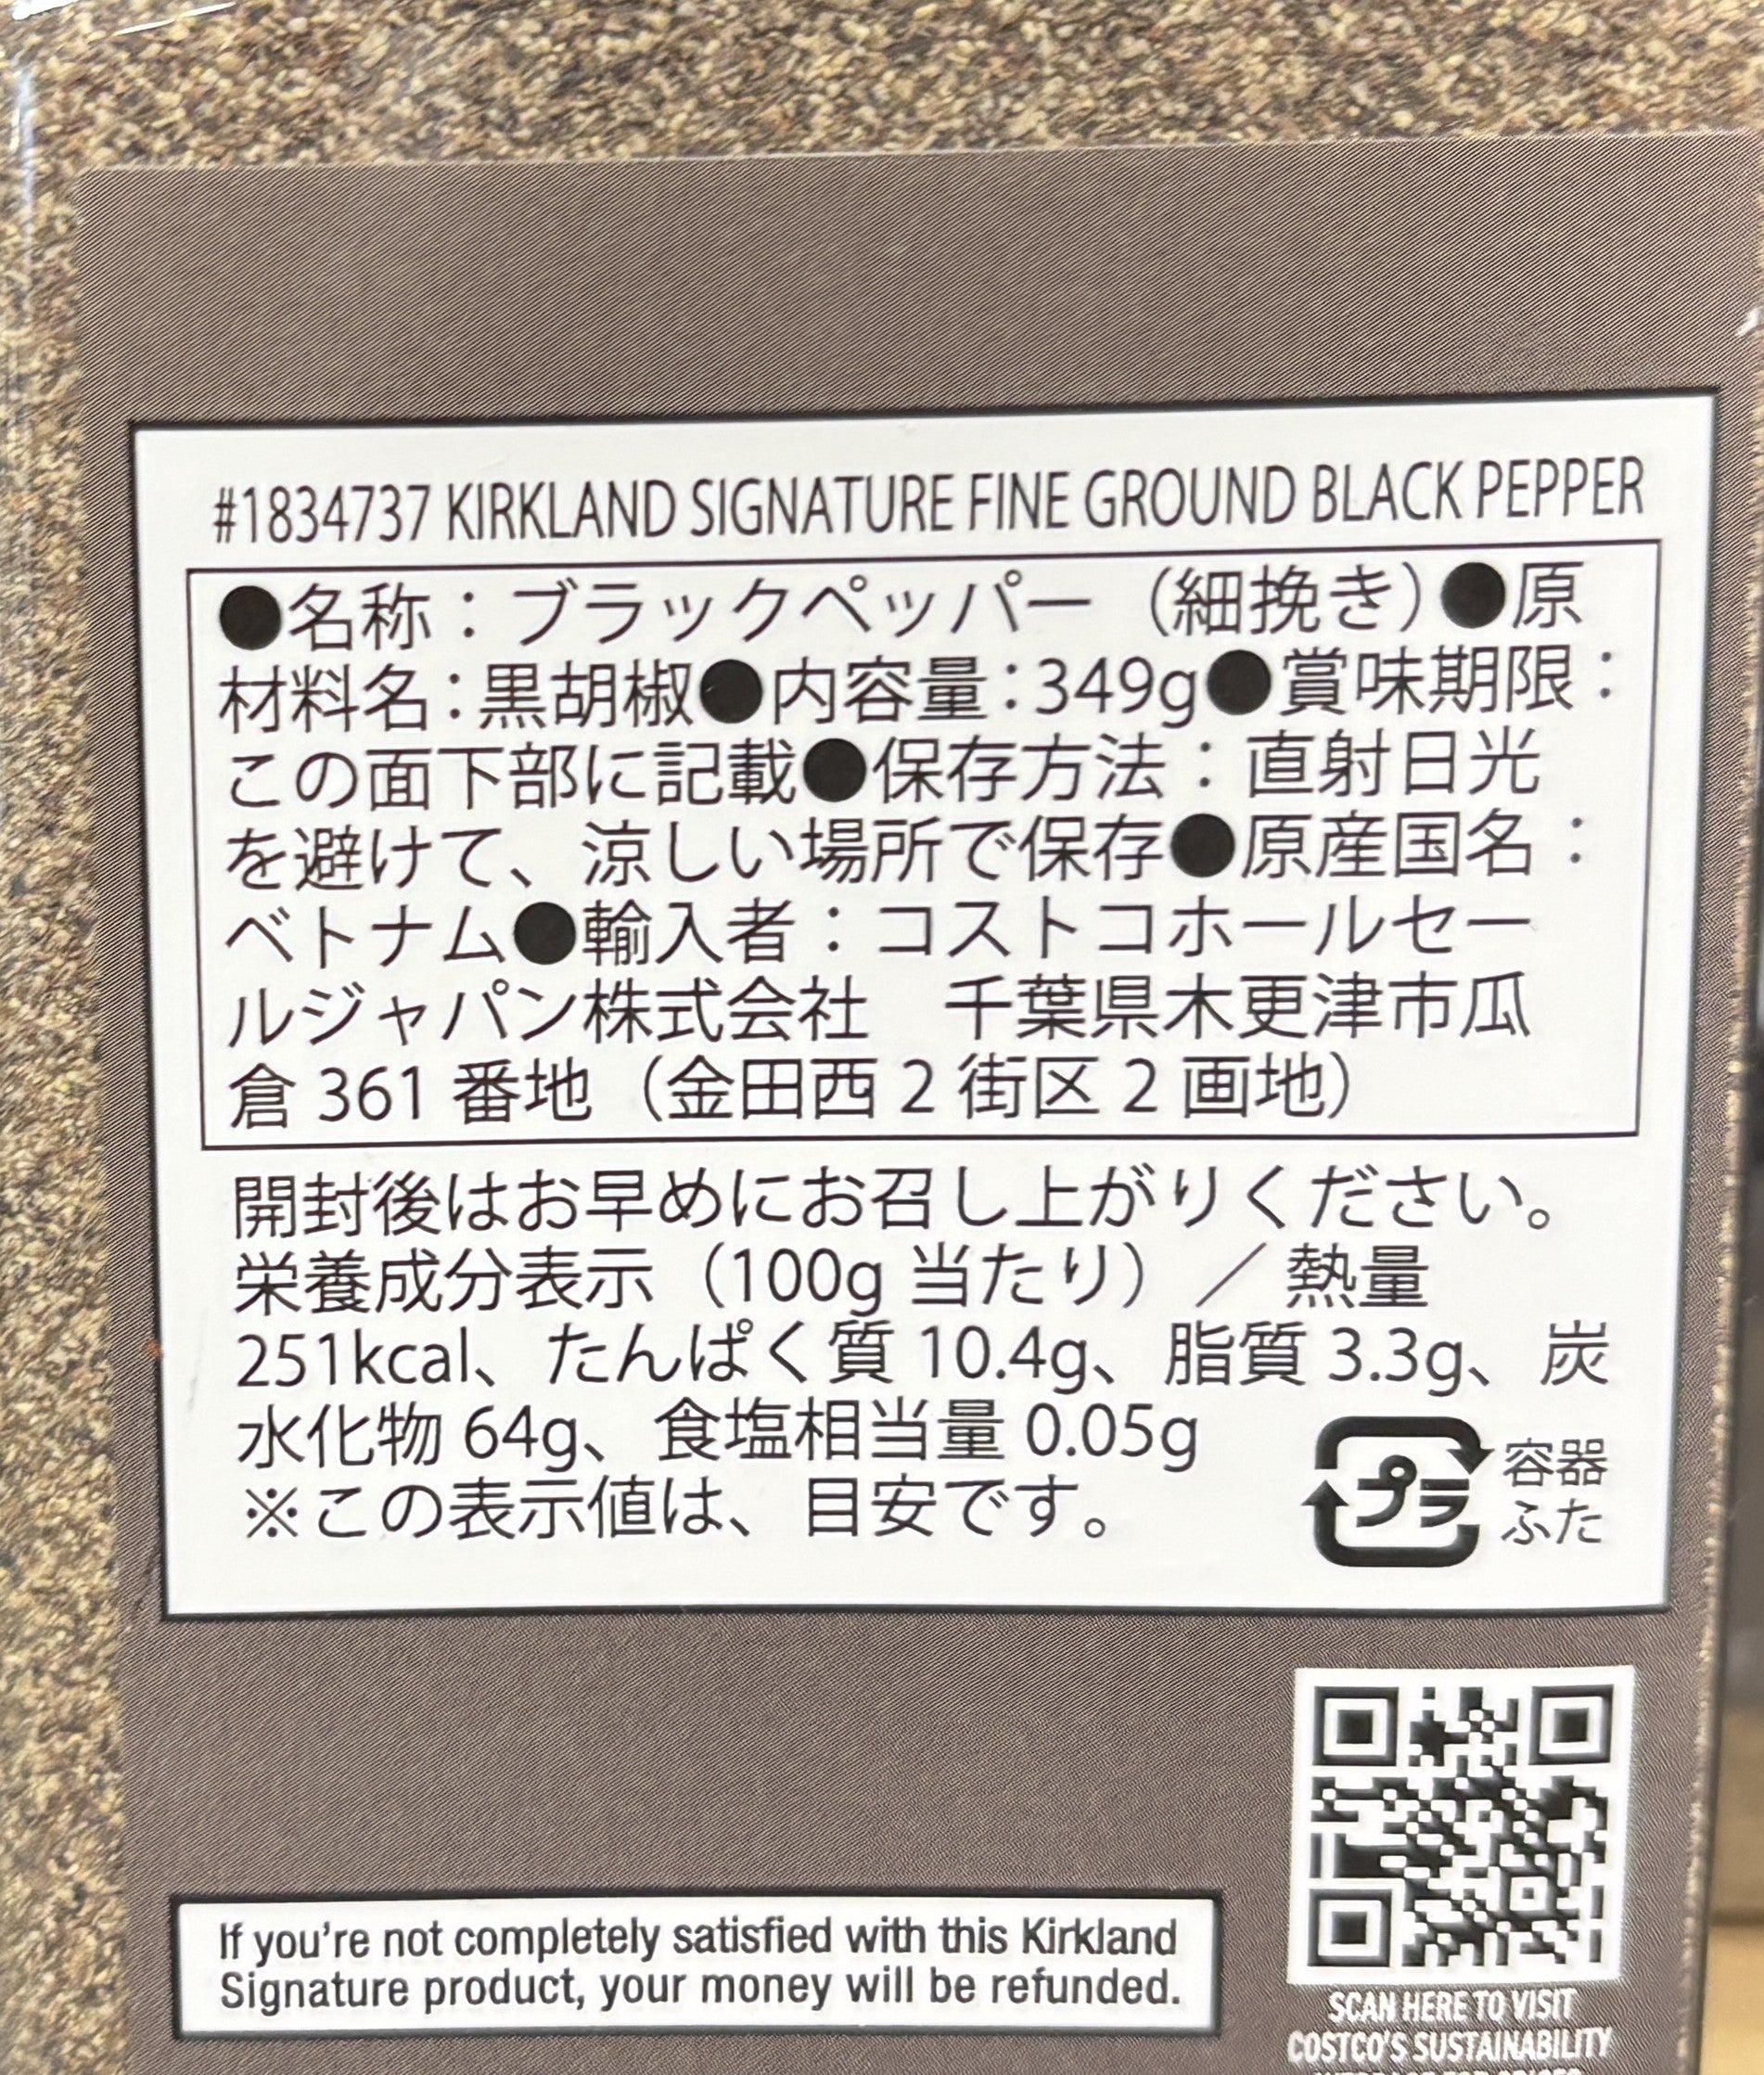 #1834737 KIRKLAND SIGNATURE FINE GROUND BLACK PEPPER
●名称：ブラックペッパー（細挽き）●原
材料名：黒胡椒●内容量：349g●賞味期限：
この面下部に記載●保存方法：直射日光
を避けて、涼しい場所で保存●原産国名：
ベトナム●輸入者：コストコホールセー
ルジャパン株式会社　千葉県木更津市瓜
倉 361 番地（金田西 2 街区 2 画地）
開封後はお早めにお召し上がりください。
栄養成分表示（100g 当たり）／ 熱量
251kcal、たんぱく質 10.4g、脂質 3.3g、炭
水化物 64g、食塩相当量 0.05g
※この表示値は、目安です。
プラ
容器
ふた
If you're not completely satisfied with this Kirkland
Signature product, your money will be refunded.
SCAN HERE TO VISIT
COSTCO'S SUSTAINABILITY